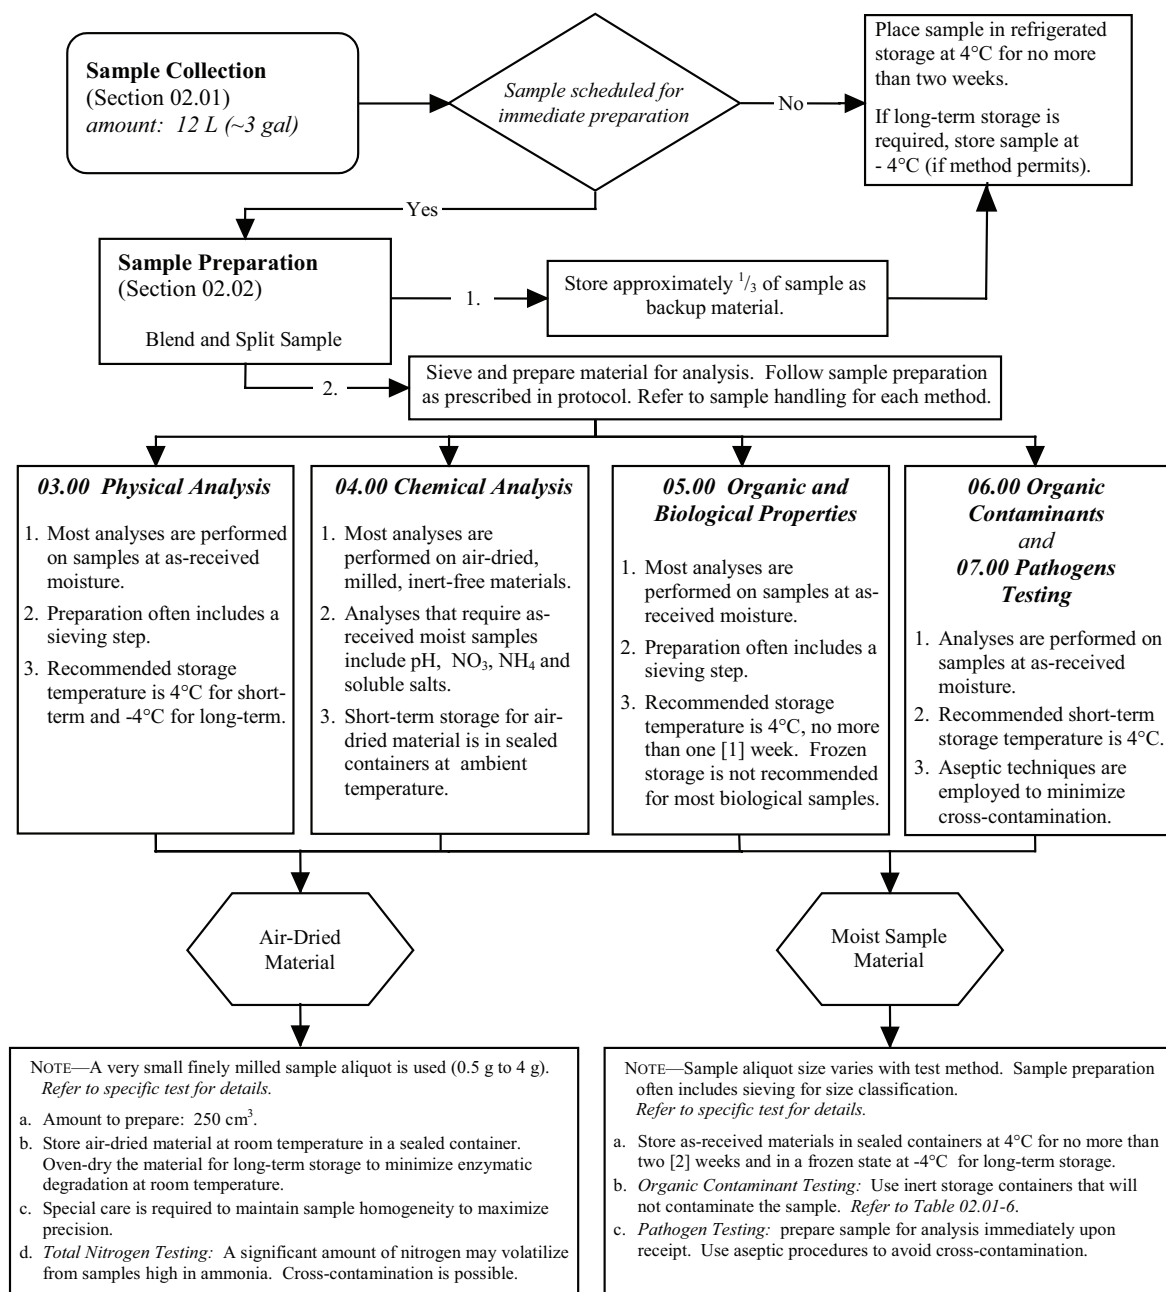 Sample Collection
(Section 02.01)
amount:  12 L (~3 gal)
Sample scheduled for
immediate preparation
No
Place sample in refrigerated
storage at 4°C for no more
than two weeks.
If long-term storage is
required, store sample at
- 4°C (if method permits).
Yes
Sample Preparation
(Section 02.02)
Blend and Split Sample
1.
Store approximately 1/3 of sample as
backup material.
2.
Sieve and prepare material for analysis.  Follow sample preparation
as prescribed in protocol. Refer to sample handling for each method.
03.00  Physical Analysis
1. Most analyses are performed
on samples at as-received
moisture.
2. Preparation often includes a
sieving step.
3. Recommended storage
temperature is 4°C for short-
term and -4°C for long-term.
04.00 Chemical Analysis
1. Most analyses are
performed on air-dried,
milled, inert-free materials.
2. Analyses that require as-
received moist samples
include pH,  NO3, NH4 and
soluble salts.
3. Short-term storage for air-
dried material is in sealed
containers at  ambient
temperature.
05.00  Organic and
Biological Properties
1. Most analyses are
performed on samples at as-
received moisture.
2. Preparation often includes a
sieving step.
3. Recommended storage
temperature is 4°C, no more
than one [1] week.  Frozen
storage is not recommended
for most biological samples.
06.00 Organic
Contaminants
and
07.00 Pathogens
Testing
1. Analyses are performed on
samples at as-received
moisture.
2. Recommended short-term
storage temperature is 4°C.
3. Aseptic techniques are
employed to minimize
cross-contamination.
Air-Dried
Material
Moist Sample
Material
NOTE—A very small finely milled sample aliquot is used (0.5 g to 4 g).
Refer to specific test for details.
a. Amount to prepare:  250 cm3.
b. Store air-dried material at room temperature in a sealed container.
Oven-dry the material for long-term storage to minimize enzymatic
degradation at room temperature.
c. Special care is required to maintain sample homogeneity to maximize
precision.
d. Total Nitrogen Testing:  A significant amount of nitrogen may volatilize
from samples high in ammonia.  Cross-contamination is possible.
NOTE—Sample aliquot size varies with test method.  Sample preparation
often includes sieving for size classification.
Refer to specific test for details.
a. Store as-received materials in sealed containers at 4°C for no more than
two [2] weeks and in a frozen state at -4°C  for long-term storage.
b. Organic Contaminant Testing:  Use inert storage containers that will
not contaminate the sample.  Refer to Table 02.01-6.
c. Pathogen Testing:  prepare sample for analysis immediately upon
receipt.  Use aseptic procedures to avoid cross-contamination.